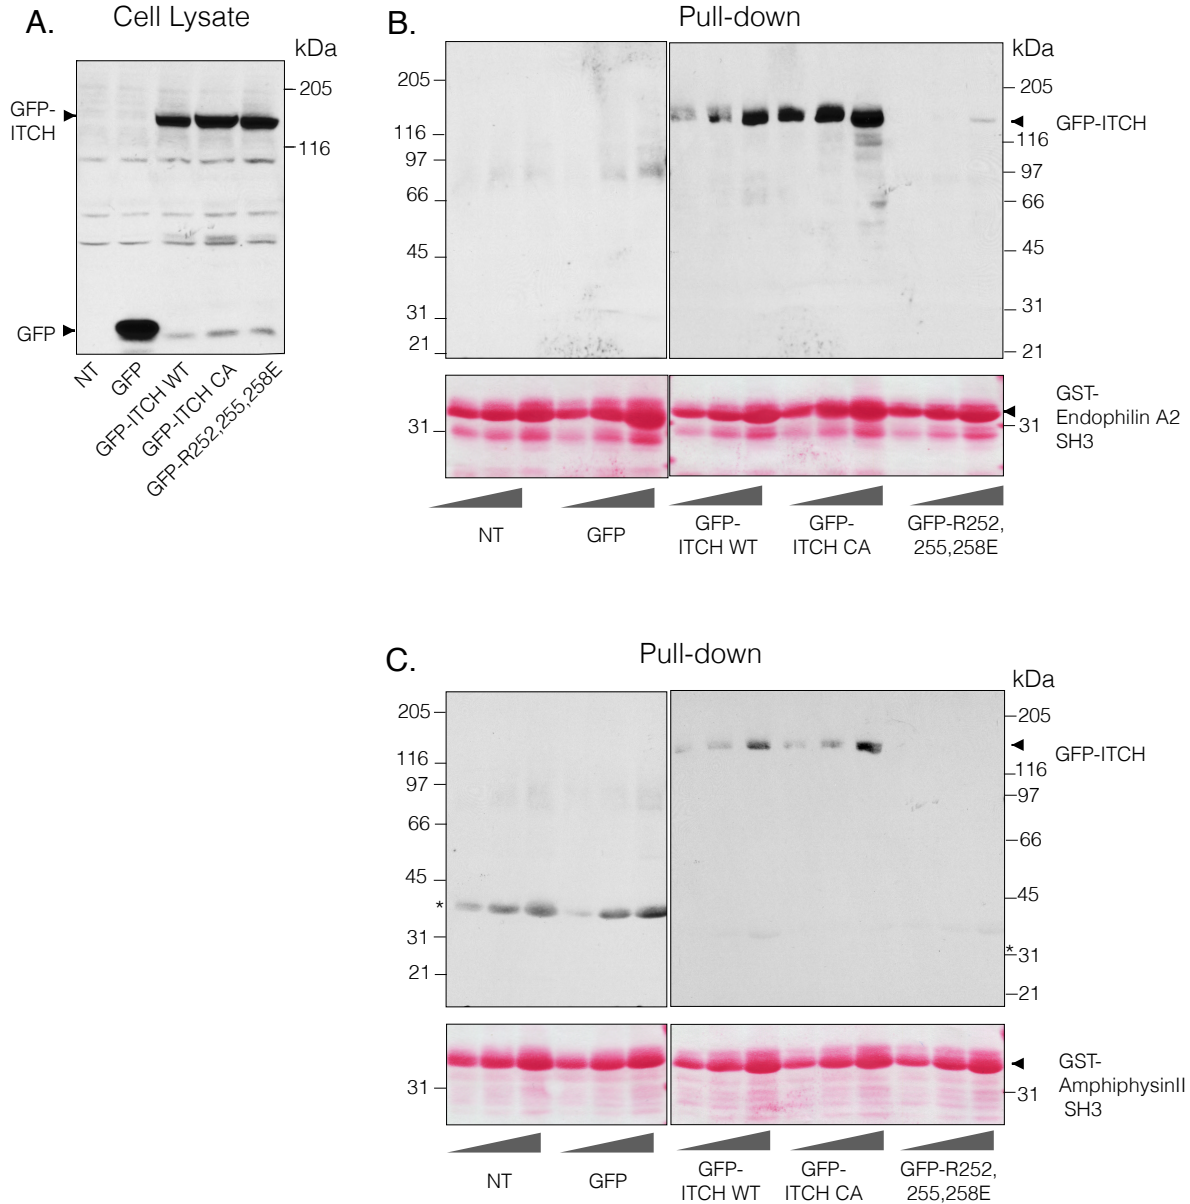 A.
Cell Lysate
kDa
GFP-
ITCH
205
116
GFP
NT
GFP
GFP-ITCH WT
GFP-ITCH CA
GFP-R252,255,258E
B.
Pull-down
kDa
205
116
97
66
45
31
21
205
GFP-ITCH
116
97
66
45
31
21
31
31
GST-
Endophilin A2
SH3
NT
GFP
GFP-
ITCH WT
GFP-
ITCH CA
GFP-R252,
255,258E
C.
Pull-down
kDa
205
116
97
66
45
*
31
21
205
GFP-ITCH
116
97
66
45
*
31
21
31
31
GST-
AmphiphysinII
SH3
NT
GFP
GFP-
ITCH WT
GFP-
ITCH CA
GFP-R252,
255,258E